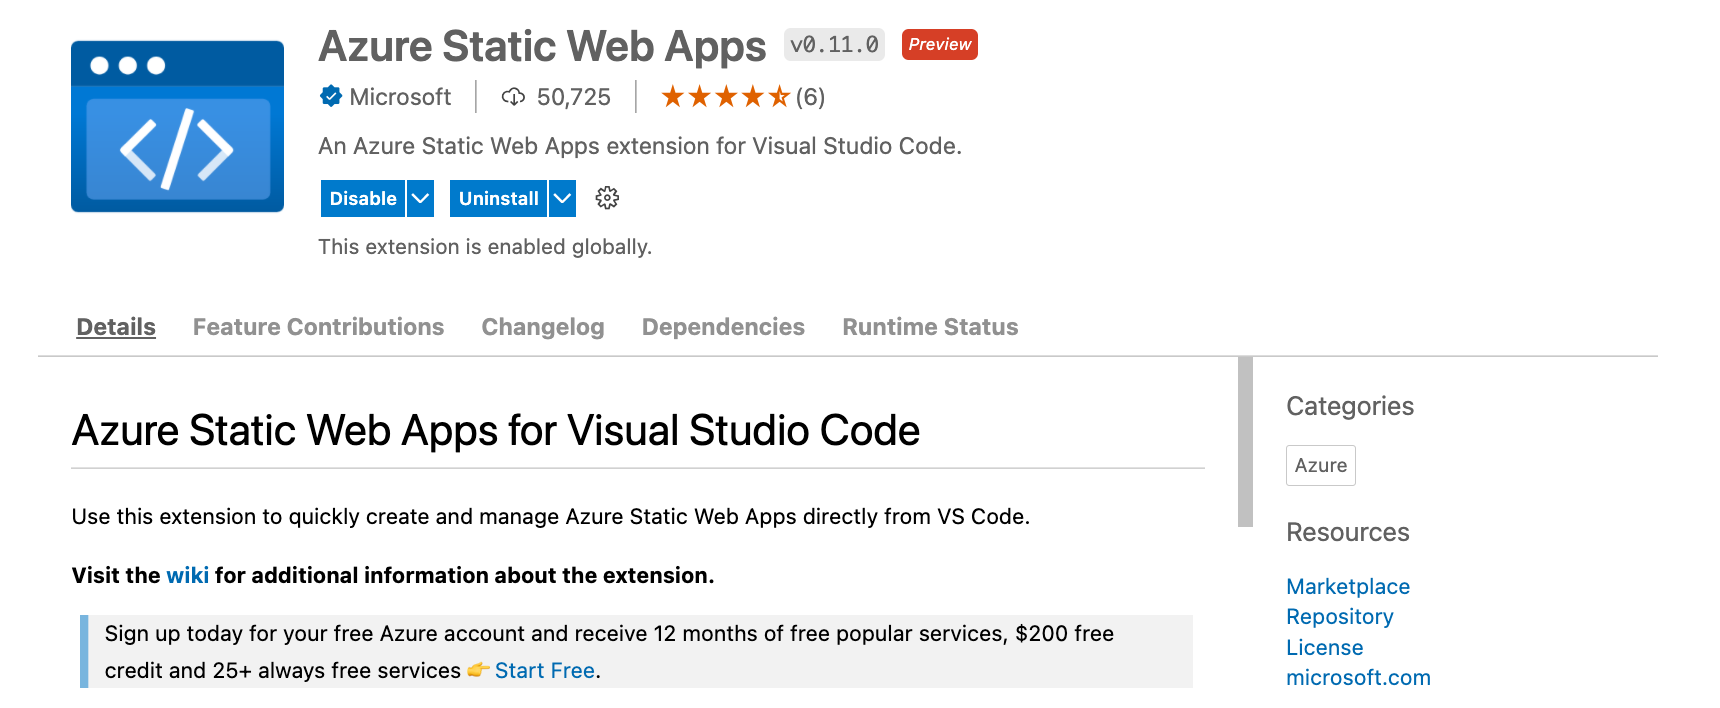 Azure Static Web Apps v0.11.0 Preview
Microsoft 50,725 (6)
An Azure Static Web Apps extension for Visual Studio Code.
Disable Uninstall
This extension is enabled globally.
Details Feature Contributions Changelog Dependencies Runtime Status
Azure Static Web Apps for Visual Studio Code
Use this extension to quickly create and manage Azure Static Web Apps directly from VS Code.
Visit the wiki for additional information about the extension.
Sign up today for your free Azure account and receive 12 months of free popular services, $200 free
credit and 25+ always free services 👉 Start Free.
Categories
Azure
Resources
Marketplace
Repository
License
microsoft.com